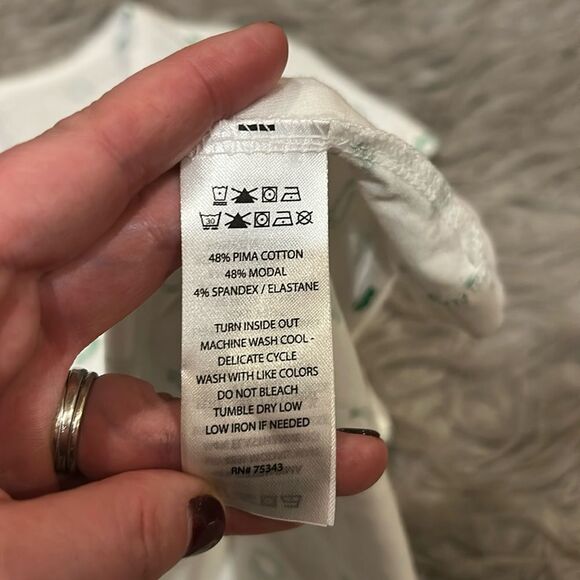 30
48% PIMA COTTON
48% MODAL
4% SPANDEX / ELASTANE
TURN INSIDE OUT
MACHINE WASH COOL -
DELICATE CYCLE
WASH WITH LIKE COLORS
DO NOT BLEACH
TUMBLE DRY LOW
LOW IRON IF NEEDED
RN# 75343